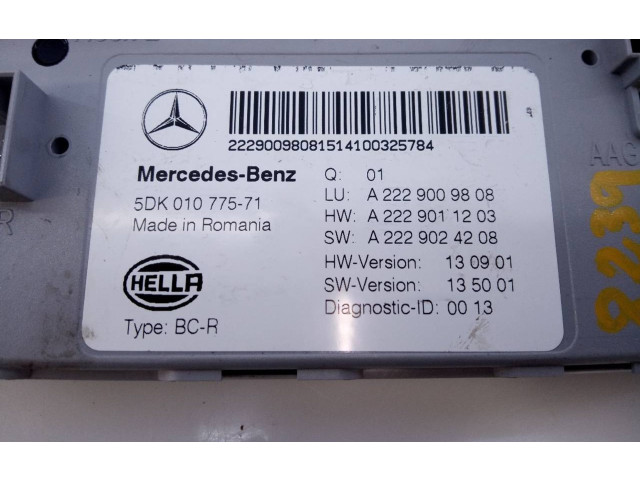 2229009808151410032​5784
Mercedes-Benz
5DK 010 775-71
Made in Romania
HELLA
Type: BC-R
Q: 01
LU: A 222 900 98 08
HW: A 222 901 12 03
SW: A 222 902 42 08
HW-Version: 13 09 01
SW-Version: 13 50 01
Diagnostic-ID: 00 13